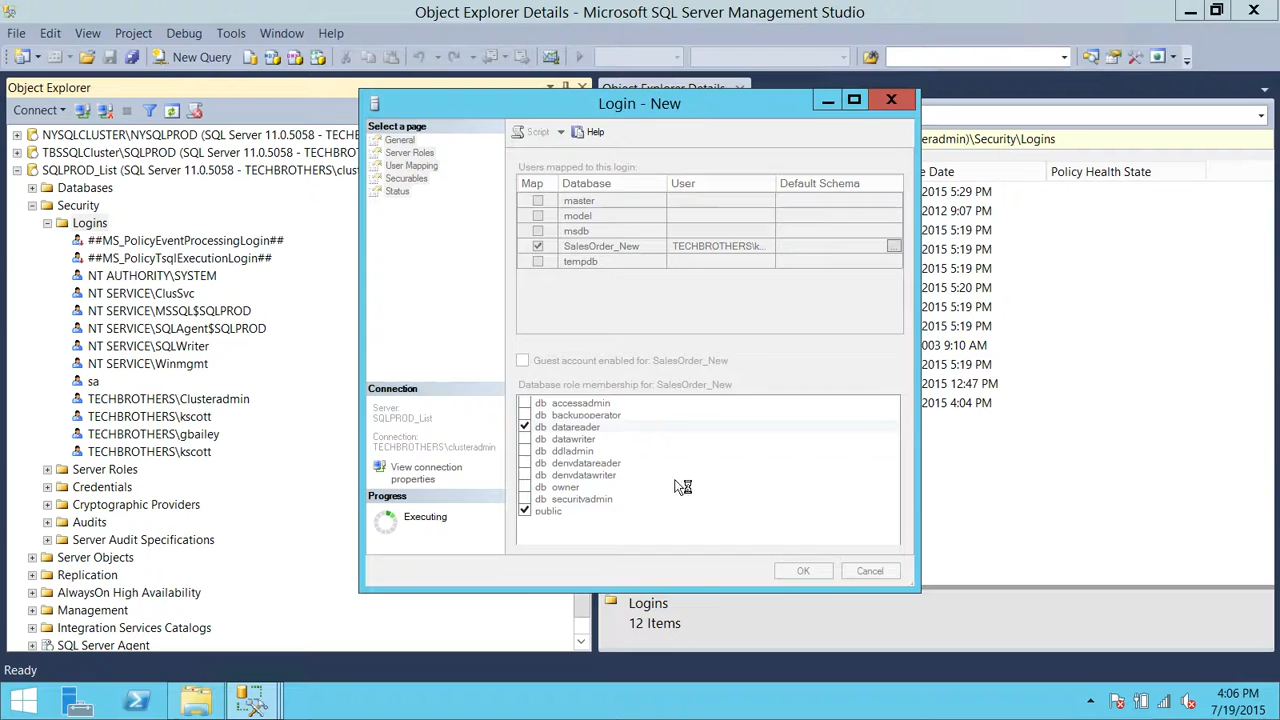 Object Explorer Details - Microsoft SQL Server Management Studio
File Edit View Project Debug Tools Window Help
New Query
Object Explorer
Object Explorer Details
Connect
NYSQLCLUSTER\NYSQLPROD (SQL Server 11.0.5058 - TECH
TBSSQLCluster\SQLPROD (SQL Server 11.0.5058 - TECHBRO
SQLPROD_List (SQL Server 11.0.5058 - TECHBROTHERS\clus
Databases
Security
Logins
##MS_PolicyEventProcessingLogin##
##MS_PolicyTsqlExecutionLogin##
NT AUTHORITY\SYSTEM
NT SERVICE\ClusSvc
NT SERVICE\MSSQL$SQLPROD
NT SERVICE\SQLAgent$SQLPROD
NT SERVICE\SQLWriter
NT SERVICE\Winmgmt
sa
TECHBROTHERS\Clusteradmin
TECHBROTHERS\kscott
TECHBROTHERS\gbailey
TECHBROTHERS\kscott
Server Roles
Credentials
Cryptographic Providers
Audits
Server Audit Specifications
Server Objects
Replication
AlwaysOn High Availability
Management
Integration Services Catalogs
SQL Server Agent
Login - New
Select a page
General
Server Roles
User Mapping
Securables
Status
Connection
Server:
SQLPROD_List
Connection:
TECHBROTHERS\clusteradmin
View connection
properties
Progress
Executing
Script Help
Users mapped to this login:
Map Database User Default Schema
master
model
msdb
SalesOrder_New TECHBROTHERS\k... ...
tempdb
Guest account enabled for: SalesOrder_New
Database role membership for: SalesOrder_New
db_accessadmin
db_backupoperator
db_datareader
db_datawriter
db_ddladmin
db_denydatareader
db_denydatawriter
db_owner
db_securityadmin
public
OK Cancel
eradmin)\Security\Logins
e Date Policy Health State
2015 5:29 PM
2012 9:07 PM
2015 5:19 PM
2015 5:19 PM
2015 5:19 PM
2015 5:20 PM
2015 5:19 PM
2015 5:19 PM
003 9:10 AM
2015 5:19 PM
2015 12:47 PM
2015 4:04 PM
Logins
12 Items
Ready
4:06 PM
7/19/2015